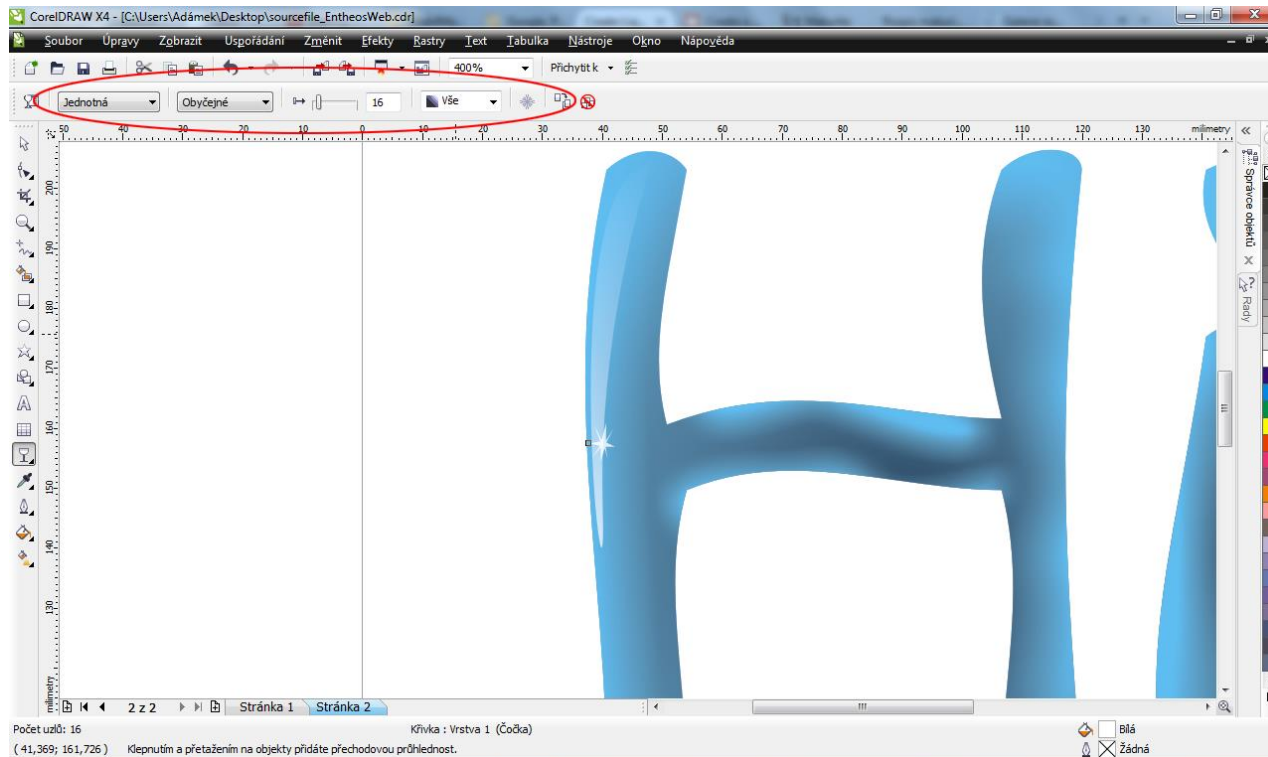 CorelDRAW X4 - [C:\Users\Adámek\Desktop\sourcefile_EntheosWeb.cdr]
Soubor Úpravy Zobrazit Uspořádání Změnit Efekty Rastry Text Tabulka Nástroje Okno Nápověda
400% Přichytit k
Jednotná Obyčejné 16 Vše
50 40 30 20 10 0 10 20 30 40 50 60 70 80 90 100 110 120 130 milimetry
200
190
180
170
160
150
140
130
milimetry
Správce objektů
Rady
2 z 2 Stránka 1 Stránka 2
Počet uzlů: 16 Křivka : Vrstva 1 (Čočka) Bílá
( 41,369; 161,726 ) Klepnutím a přetažením na objekty přidáte přechodovou průhlednost. Žádná